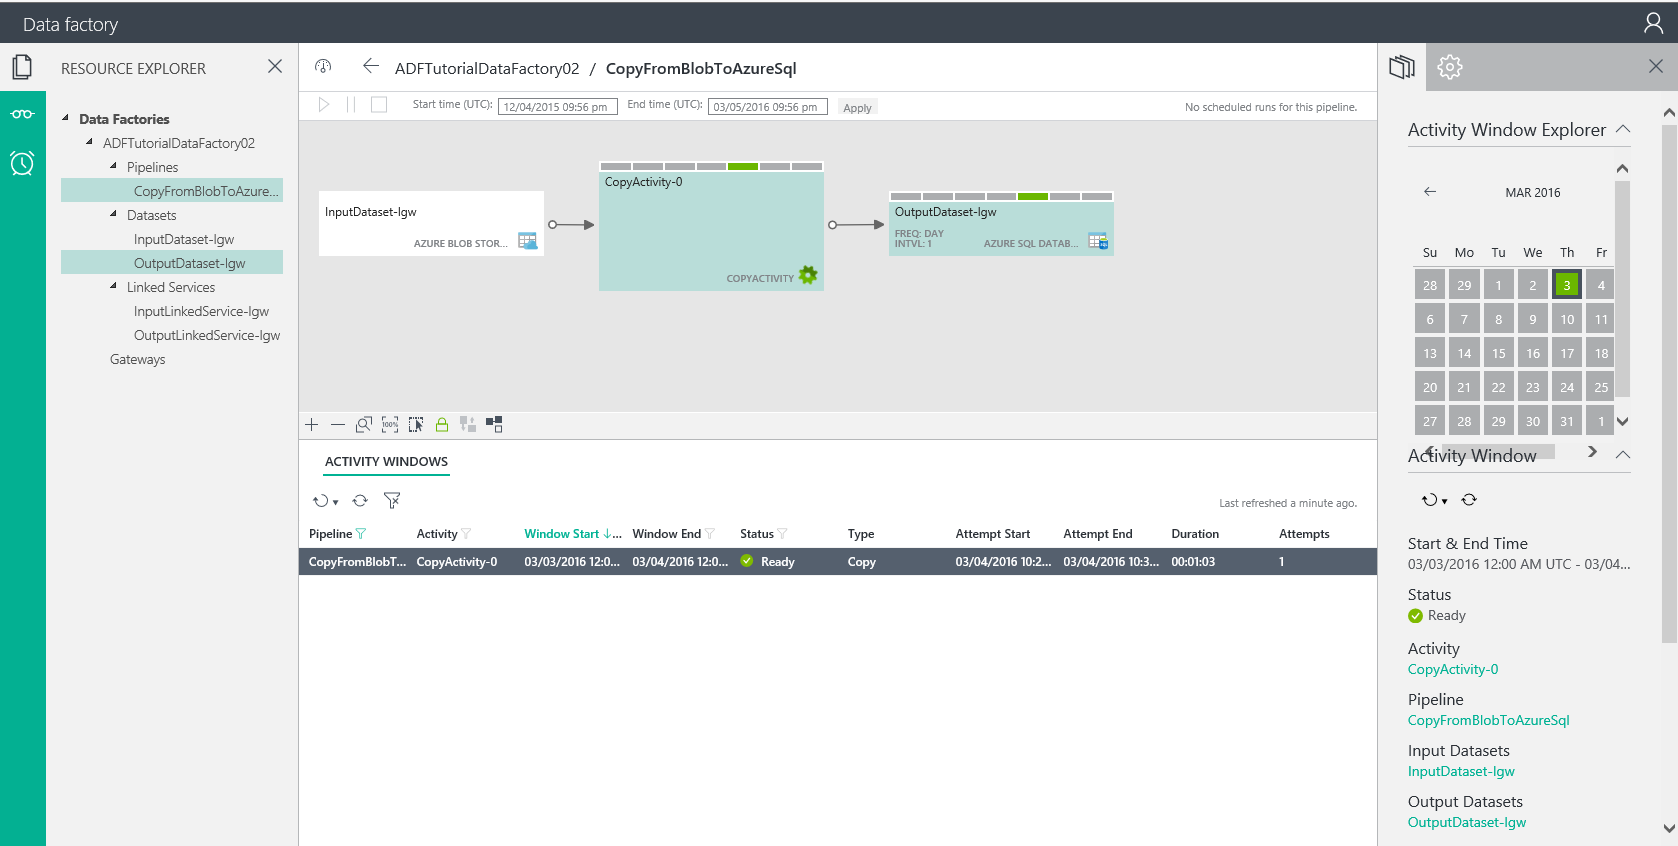 Data factory
RESOURCE EXPLORER
Data Factories
ADFTutorialDataFactory02
Pipelines
CopyFromBlobToAzure...
Datasets
InputDataset-lgw
OutputDataset-lgw
Linked Services
InputLinkedService-lgw
OutputLinkedService-lgw
Gateways
ADFTutorialDataFactory02 / CopyFromBlobToAzureSql
Start time (UTC): 12/04/2015 09:56 pm End time (UTC): 03/05/2016 09:56 pm Apply
No scheduled runs for this pipeline.
InputDataset-lgw
AZURE BLOB STOR...
CopyActivity-0
COPYACTIVITY
OutputDataset-lgw
FREQ: DAY
INTVL: 1
AZURE SQL DATAB...
100%
ACTIVITY WINDOWS
Last refreshed a minute ago.
Pipeline Activity Window Start ... Window End Status Type Attempt Start Attempt End Duration Attempts
CopyFromBlobT... CopyActivity-0 03/03/2016 12:0... 03/04/2016 12:0... Ready Copy 03/04/2016 10:2... 03/04/2016 10:3... 00:01:03 1
Activity Window Explorer
MAR 2016
Su Mo Tu We Th Fr
28 29 1 2 3 4
6 7 8 9 10 11
13 14 15 16 17 18
20 21 22 23 24 25
27 28 29 30 31 1
Activity Window
Start & End Time
03/03/2016 12:00 AM UTC - 03/04...
Status
Ready
Activity
CopyActivity-0
Pipeline
CopyFromBlobToAzureSql
Input Datasets
InputDataset-lgw
Output Datasets
OutputDataset-lgw